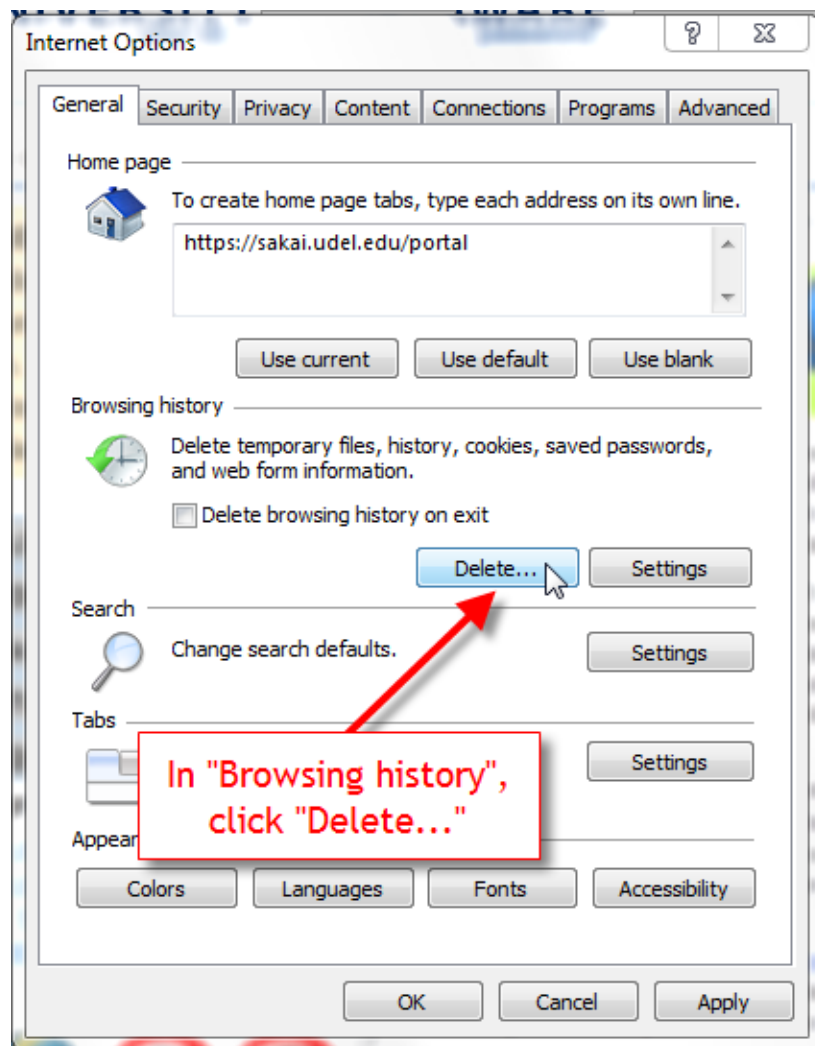 Internet Options
General Security Privacy Content Connections Programs Advanced
Home page
To create home page tabs, type each address on its own line.
https://sakai.udel.edu/portal
Use current Use default Use blank
Browsing history
Delete temporary files, history, cookies, saved passwords,
and web form information.
Delete browsing history on exit
Delete... Settings
Search
Change search defaults.
Settings
Tabs
Settings
In "Browsing history",
click "Delete..."
Appear
Colors Languages Fonts Accessibility
OK Cancel Apply